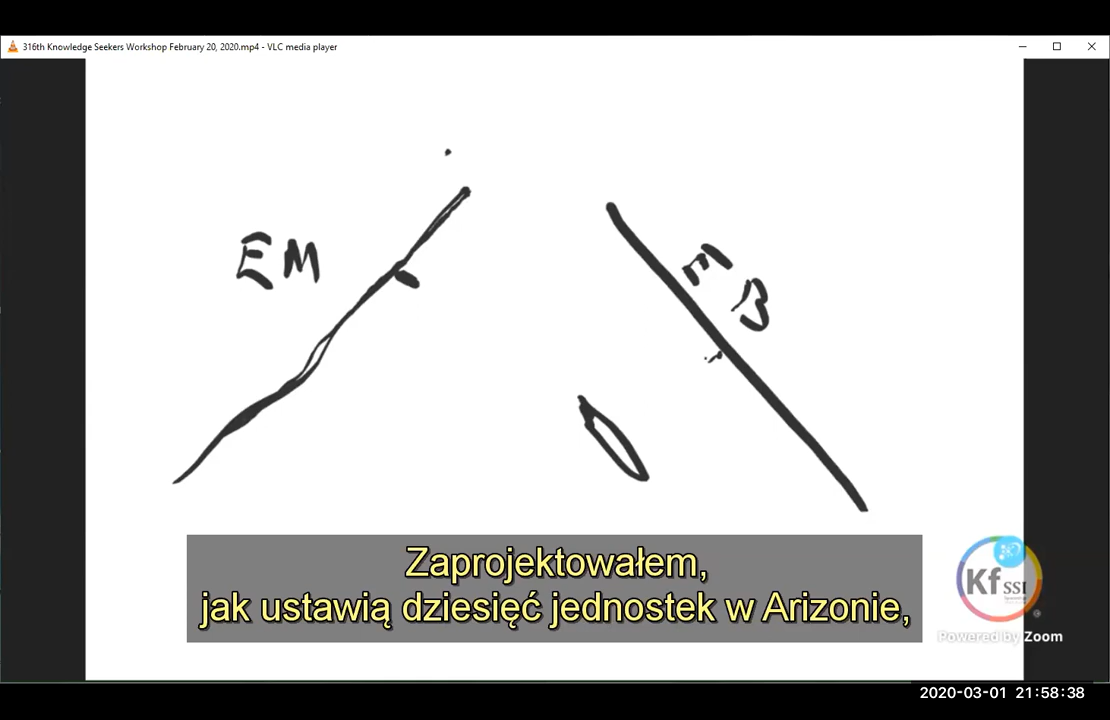 316th Knowledge Seekers Workshop February 20, 2020.mp4 - VLC media player
EM
Zaprojektowałem,
jak ustawią dziesięć jednostek w Arizonie,
Kf SSI
Powered by Zoom
2020-03-01 21:58:38